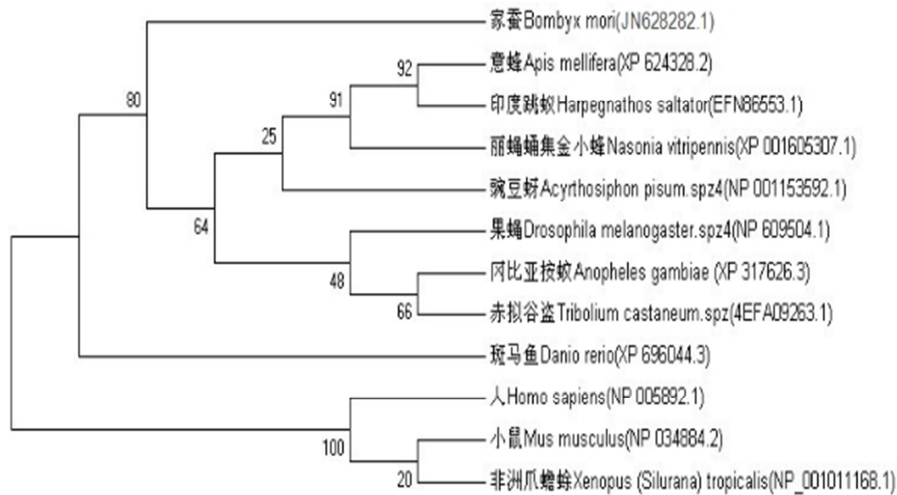 家蚕Bombyx mori(JN628282.1)
92
意蜂Apis mellifera(XP 624328.2)
80
91
印度跳蚁Harpegnathos saltator(EFN86553.1)
25
丽蝇蛹集金小蜂Nasonia vitripennis(XP 001605307.1)
豌豆蚜Acyrthosiphon pisum.spz4(NP 001153592.1)
64
果蝇Drosophila melanogaster.spz4(NP 609504.1)
冈比亚按蚊Anopheles gambiae (XP 317626.3)
48
66
赤拟谷盗Tribolium castaneum.spz(4EFA09263.1)
斑马鱼Danio rerio(XP 696044.3)
人Homo sapiens(NP 005892.1)
小鼠Mus musculus(NP 034884.2)
100
20
非洲爪蟾蜍Xenopus (Silurana) tropicalis(NP_001011168.1)